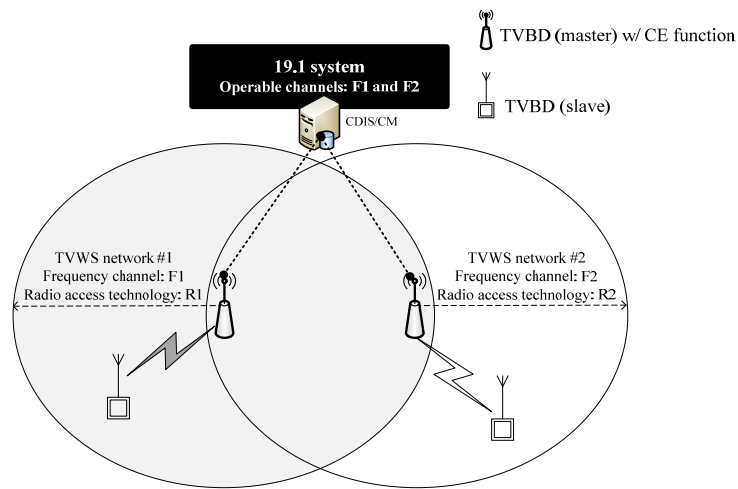 TVBD (master) w/ CE function
19.1 system
Operable channels: F1 and F2
TVBD (slave)
CDIS/CM
TVWS network #1
Frequency channel: F1
Radio access technology: R1
TVWS network #2
Frequency channel: F2
Radio access technology: R2